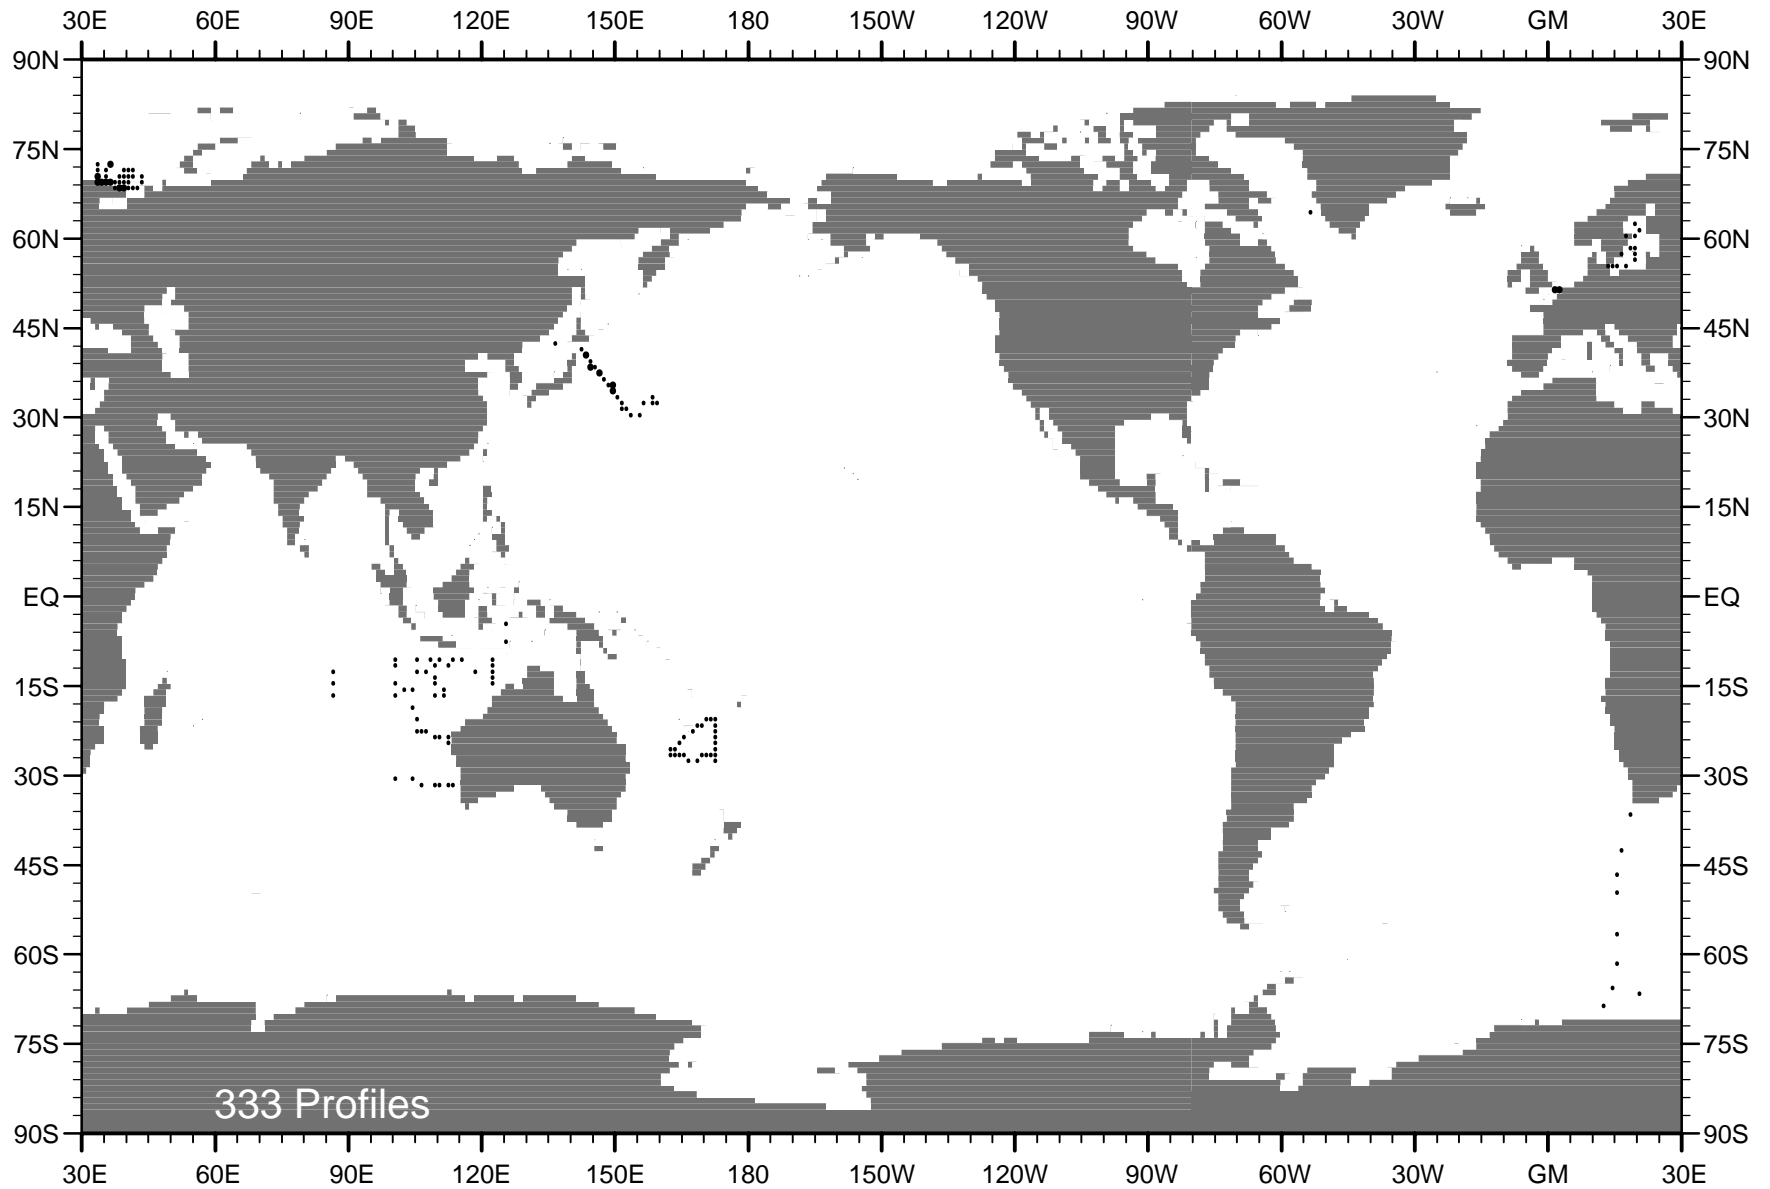 30E 60E 90E 120E 150E 180 150W 120W 90W 60W 30W GM 30E
90N 90N
75N 75N
60N 60N
45N 45N
30N 30N
15N 15N
EQ EQ
15S 15S
30S 30S
45S 45S
60S 60S
75S 75S
333 Profiles
90S 90S
30E 60E 90E 120E 150E 180 150W 120W 90W 60W 30W GM 30E